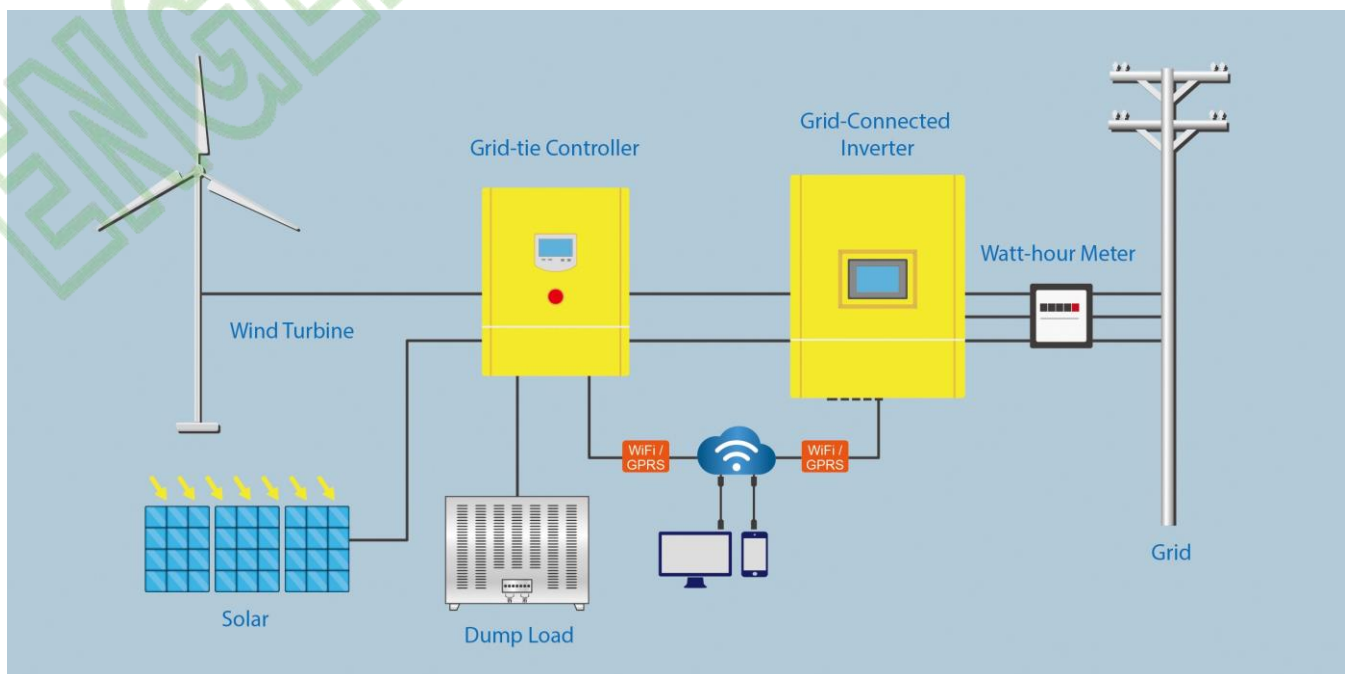 Grid-tie Controller
Grid-Connected
Inverter
Watt-hour Meter
Wind Turbine
WiFi /
GPRS
WiFi /
GPRS
Solar
Dump Load
Grid